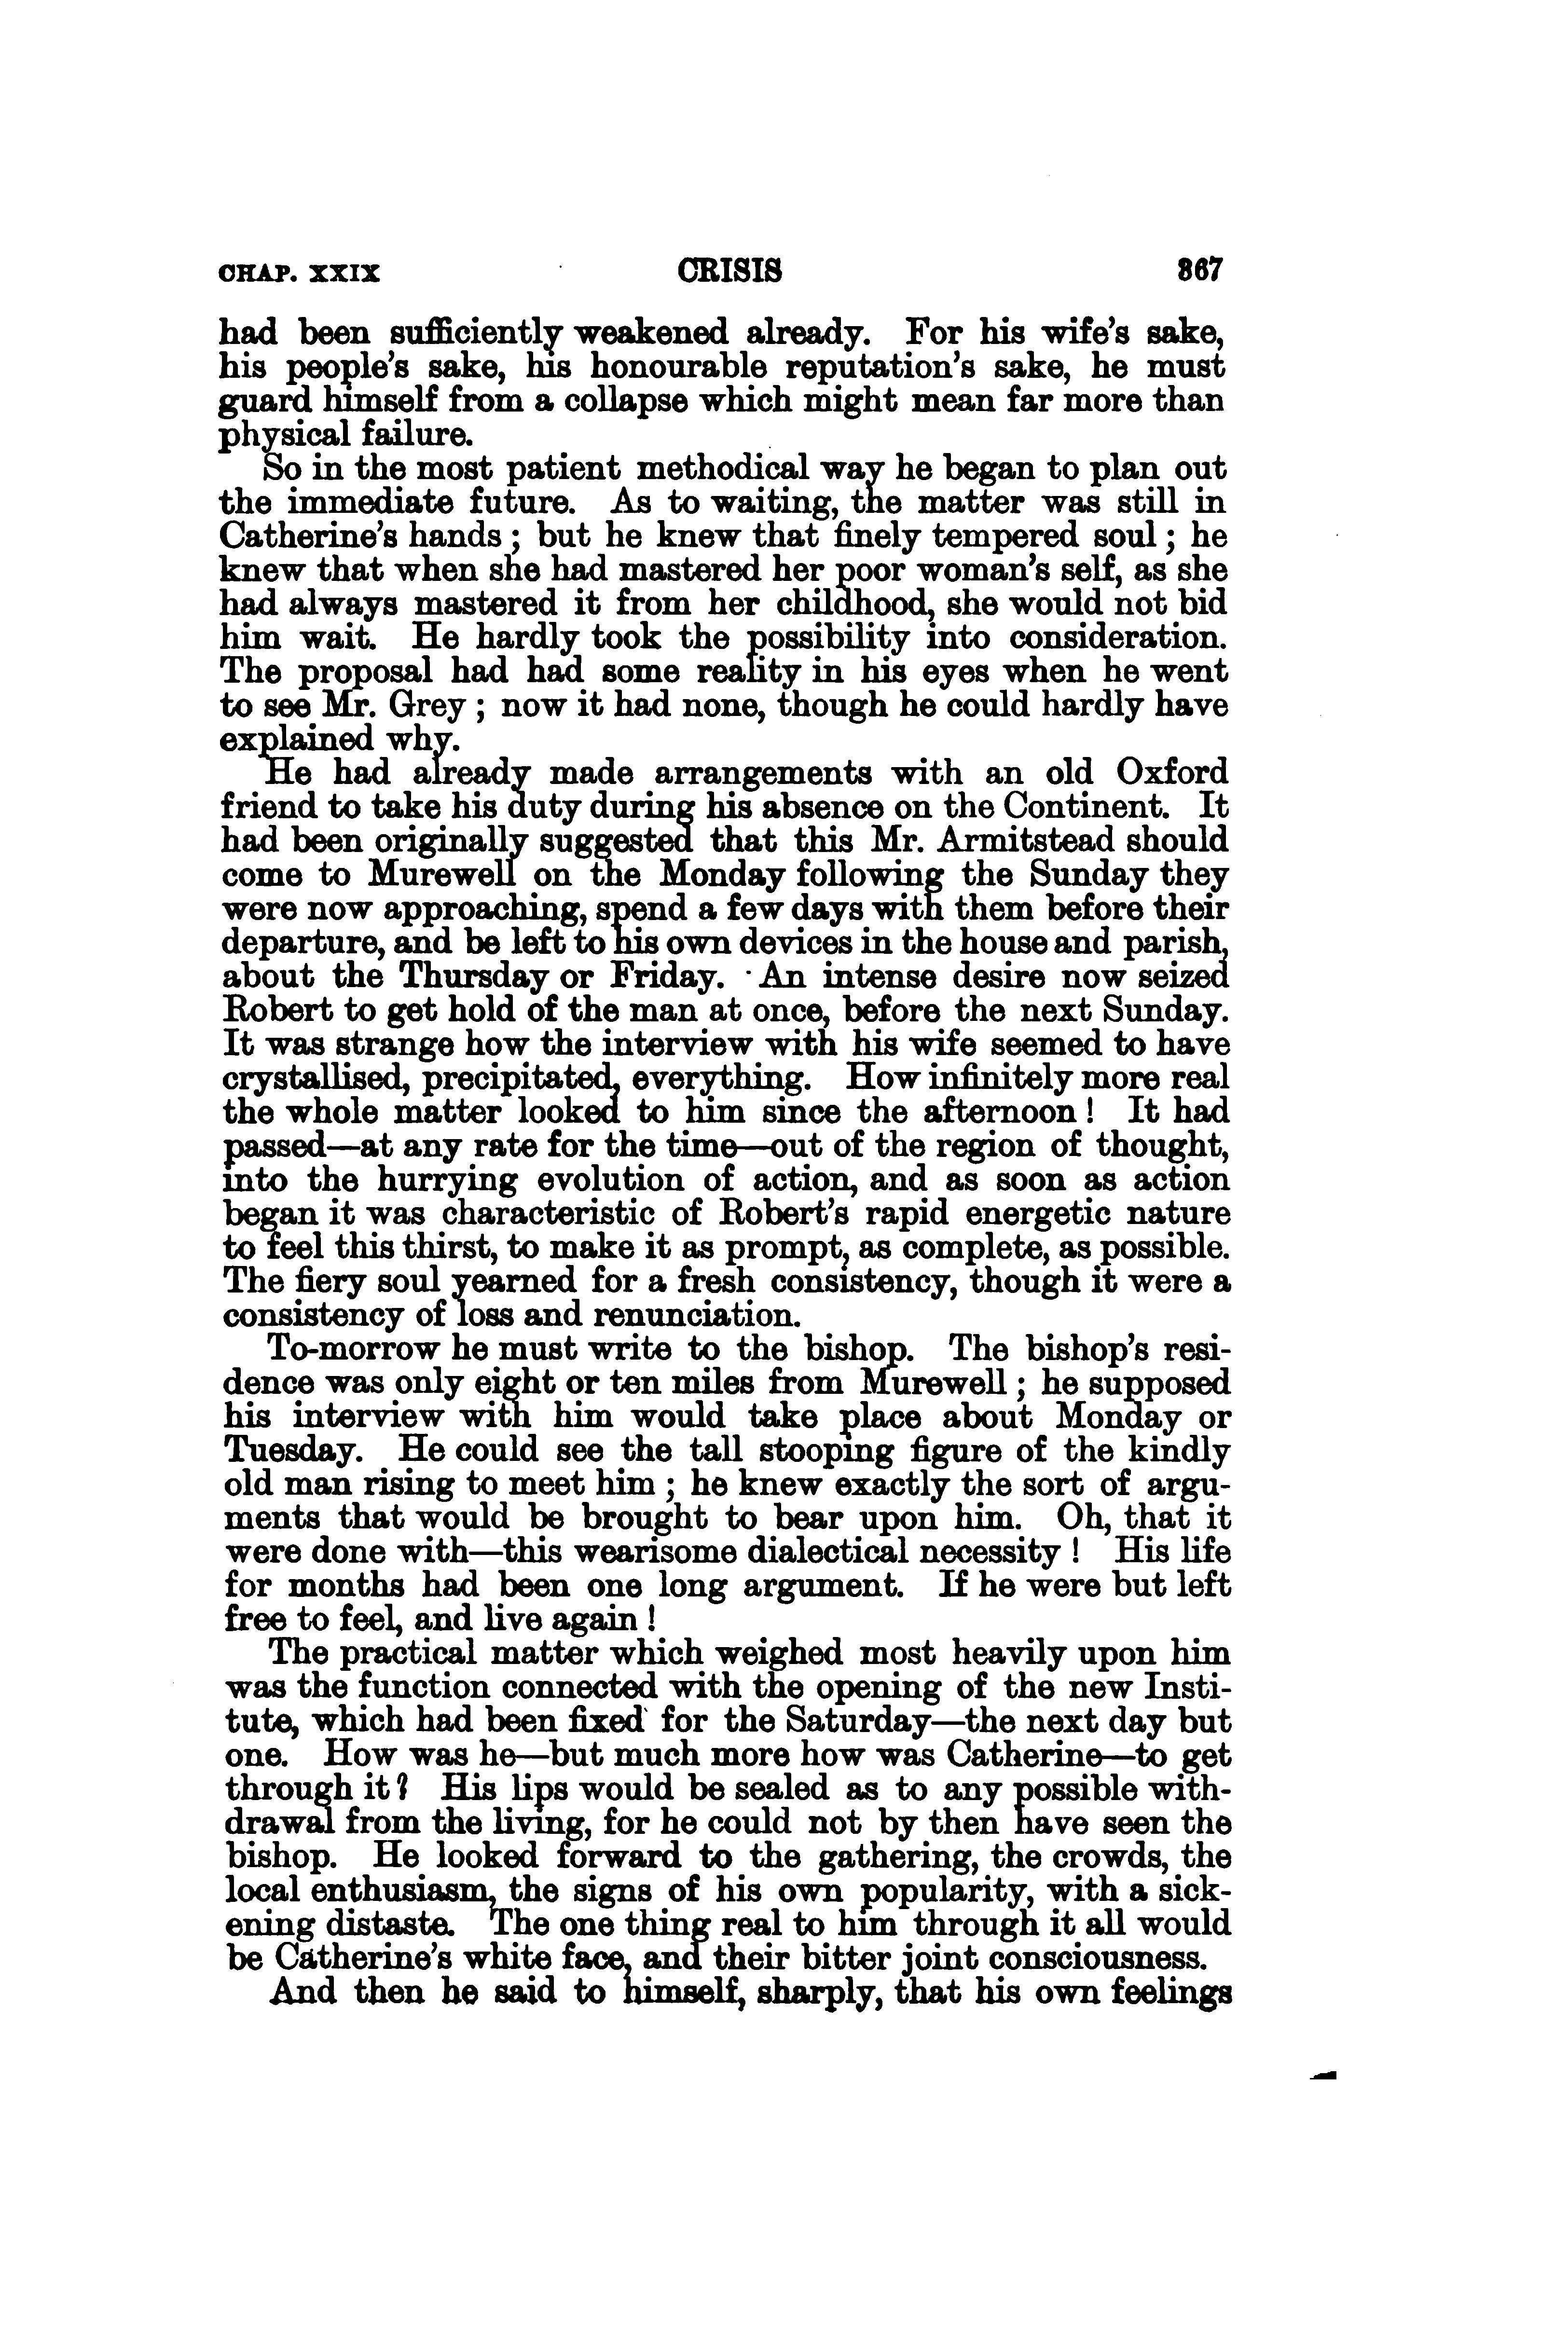 CHAP. XXIX CRISIS 367
had been sufficiently weakened already. For his wife's sake,
his people's sake, his honourable reputation's sake, he must
guard himself from a collapse which might mean far more than
physical failure.
So in the most patient methodical way he began to plan out
the immediate future. As to waiting, the matter was still in
Catherine's hands ; but he knew that finely tempered soul ; he
knew that when she had mastered her poor woman's self, as she
had always mastered it from her childhood, she would not bid
him wait. He hardly took the possibility into consideration.
The proposal had had some reality in his eyes when he went
to see Mr. Grey ; now it had none, though he could hardly have
explained why.
He had already made arrangements with an old Oxford
friend to take his duty during his absence on the Continent. It
had been originally suggested that this Mr. Armitstead should
come to Murewell on the Monday following the Sunday they
were now approaching, spend a few days with them before their
departure, and be left to his own devices in the house and parish,
about the Thursday or Friday. An intense desire now seized
Robert to get hold of the man at once, before the next Sunday.
It was strange how the interview with his wife seemed to have
crystallised, precipitated, everything. How infinitely more real
the whole matter looked to him since the afternoon ! It had
passed—at any rate for the time—out of the region of thought,
into the hurrying evolution of action, and as soon as action
began it was characteristic of Robert's rapid energetic nature
to feel this thirst, to make it as prompt, as complete, as possible.
The fiery soul yearned for a fresh consistency, though it were a
consistency of loss and renunciation.
To-morrow he must write to the bishop. The bishop's resi-
dence was only eight or ten miles from Murewell ; he supposed
his interview with him would take place about Monday or
Tuesday. He could see the tall stooping figure of the kindly
old man rising to meet him ; he knew exactly the sort of argu-
ments that would be brought to bear upon him. Oh, that it
were done with—this wearisome dialectical necessity ! His life
for months had been one long argument. If he were but left
free to feel, and live again !
The practical matter which weighed most heavily upon him
was the function connected with the opening of the new Insti-
tute, which had been fixed for the Saturday—the next day but
one. How was he—but much more how was Catherine—to get
through it ? His lips would be sealed as to any possible with-
drawal from the living, for he could not by then have seen the
bishop. He looked forward to the gathering, the crowds, the
local enthusiasm, the signs of his own popularity, with a sick-
ening distaste. The one thing real to him through it all would
be Catherine's white face, and their bitter joint consciousness.
And then he said to himself, sharply, that his own feelings